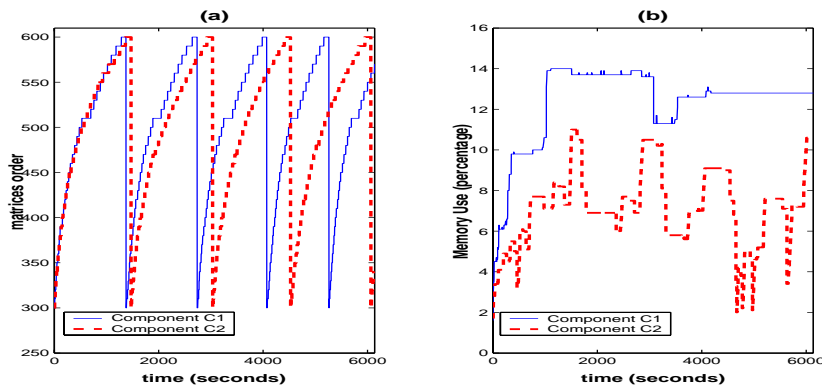 (a)
matrices order
600
550
500
450
400
350
300
250
0
2000
4000
6000
time (seconds)
Component C1
Component C2
(b)
Memory Use (percentage)
16
14
12
10
8
6
4
2
0
0
2000
4000
6000
time (seconds)
Component C1
Component C2